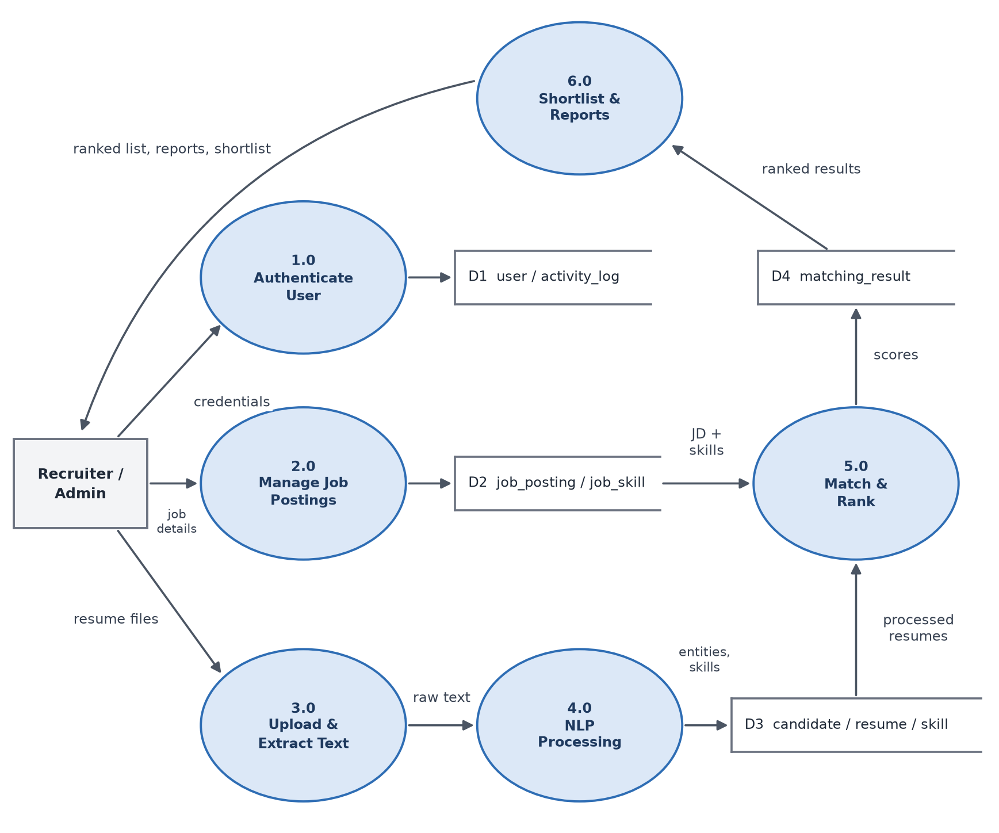 6.0
Shortlist &
Reports
ranked list, reports, shortlist
ranked results
1.0
Authenticate
User
D1  user / activity_log
D4  matching_result
scores
credentials
Recruiter /
Admin
job
details
2.0
Manage Job
Postings
D2  job_posting / job_skill
JD +
skills
5.0
Match &
Rank
resume files
processed
resumes
3.0
Upload &
Extract Text
raw text
4.0
NLP
Processing
entities,
skills
D3  candidate / resume / skill